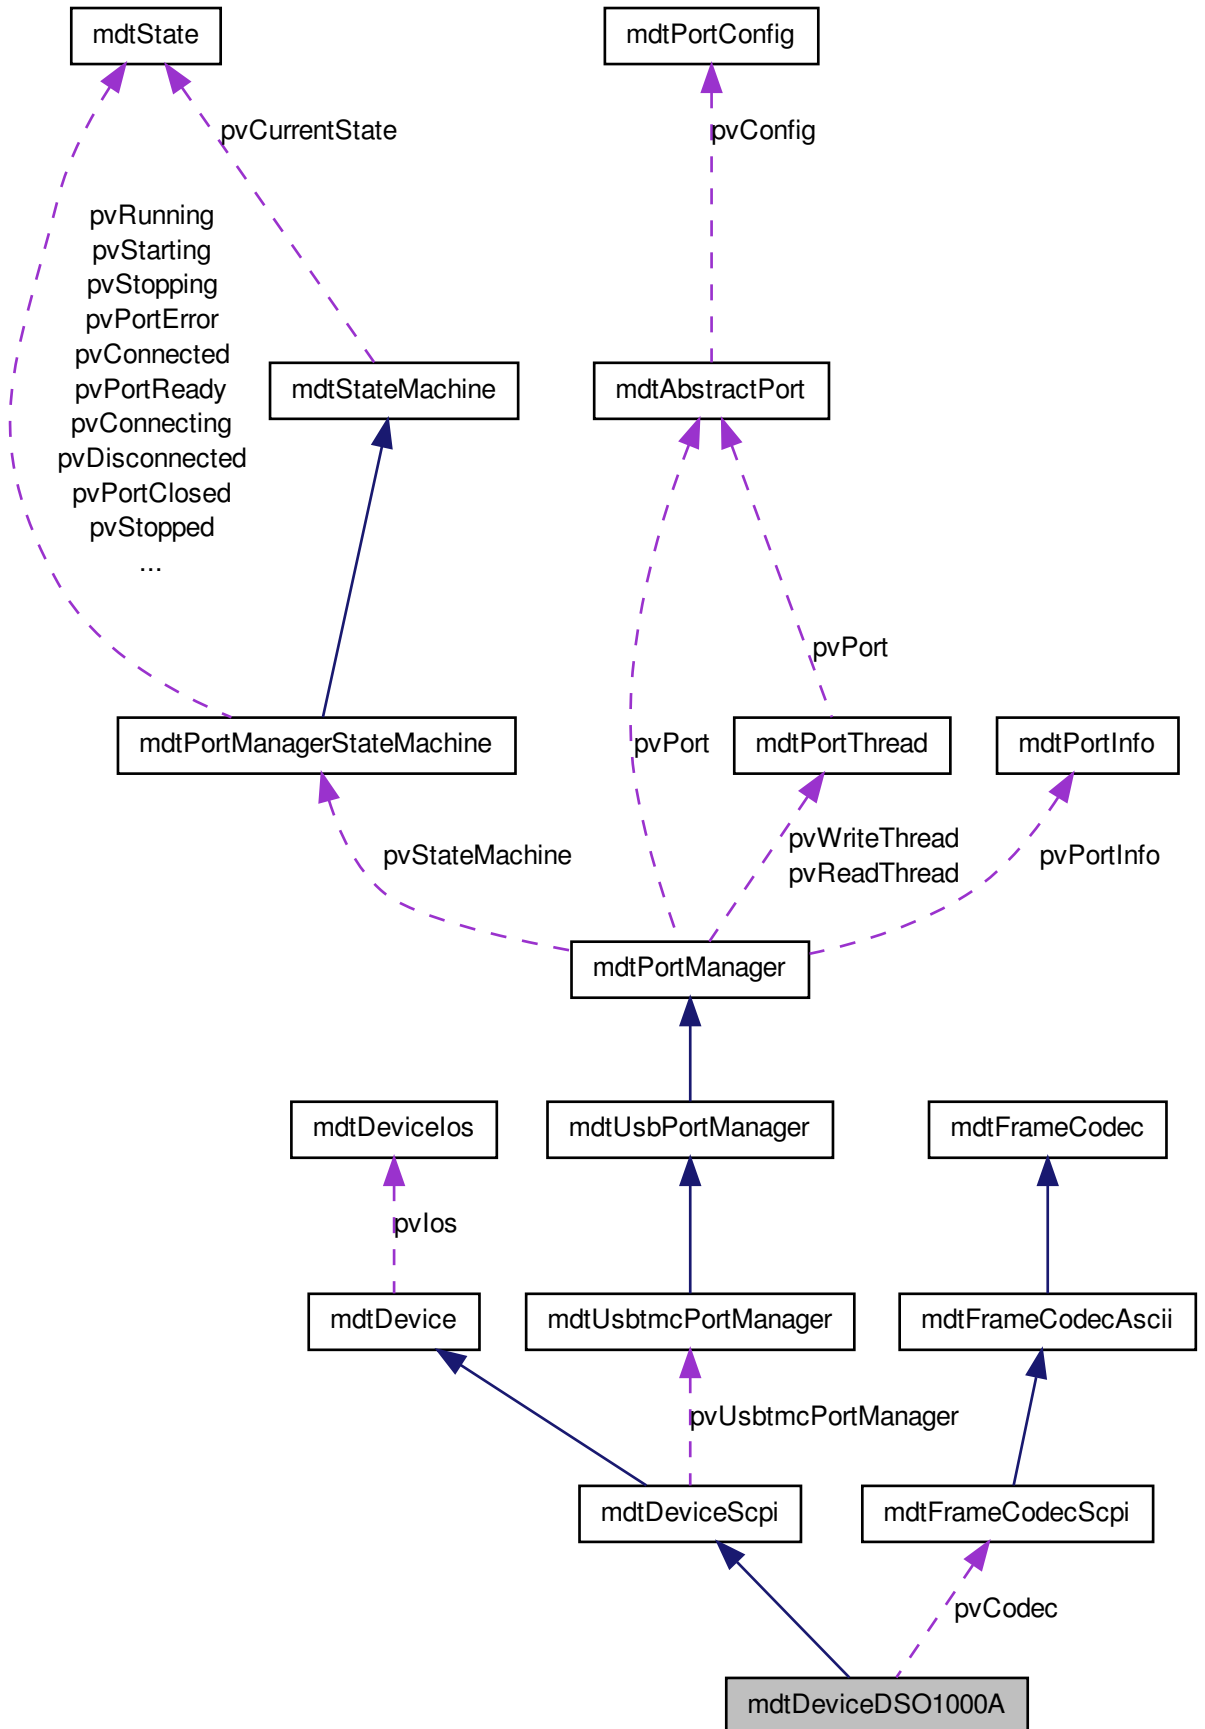 mdtState
mdtPortConfig
pvCurrentState
pvConfig
pvRunning
pvStarting
pvStopping
pvPortError
pvConnected
pvPortReady
pvConnecting
pvDisconnected
pvPortClosed
pvStopped
...
mdtStateMachine
mdtAbstractPort
pvPort
mdtPortManagerStateMachine
pvPort
mdtPortThread
mdtPortInfo
pvStateMachine
pvWriteThread
pvReadThread
pvPortInfo
mdtPortManager
mdtDeviceIos
mdtUsbPortManager
mdtFrameCodec
pvIos
mdtDevice
mdtUsbtmcPortManager
mdtFrameCodecAscii
pvUsbtmcPortManager
mdtDeviceScpi
mdtFrameCodecScpi
pvCodec
mdtDeviceDSO1000A